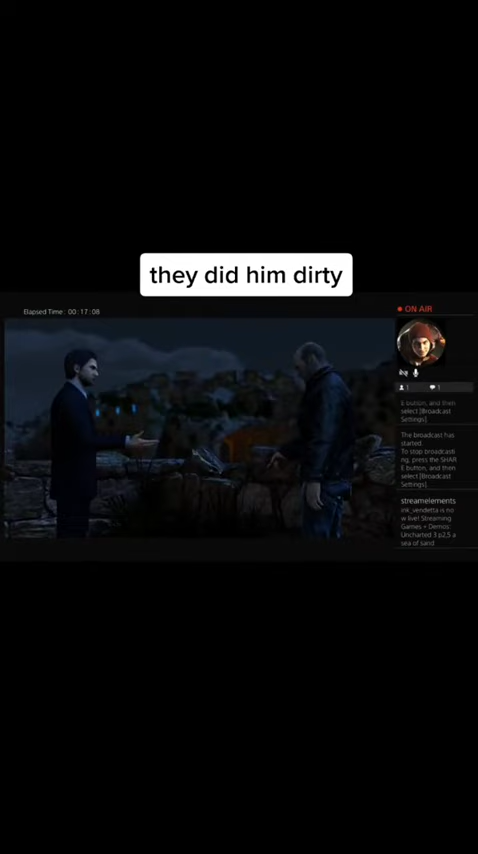 they did him dirty
Elapsed Time : 00 : 17 : 08
ON AIR
1
1
E button, and then
select [Broadcast
Settings].
The broadcast has
started.
To stop broadcasti
ng, press the SHAR
E button, and then
select [Broadcast
Settings].
streamelements
ink_vendetta is no
w live! Streaming
Games + Demos:
Uncharted 3 p2,5 a
sea of sand